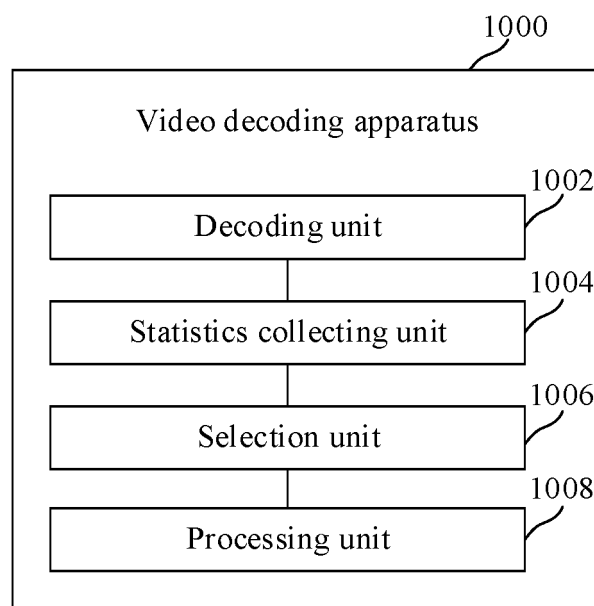 1000
Video decoding apparatus
1002
Decoding unit
1004
Statistics collecting unit
1006
Selection unit
1008
Processing unit